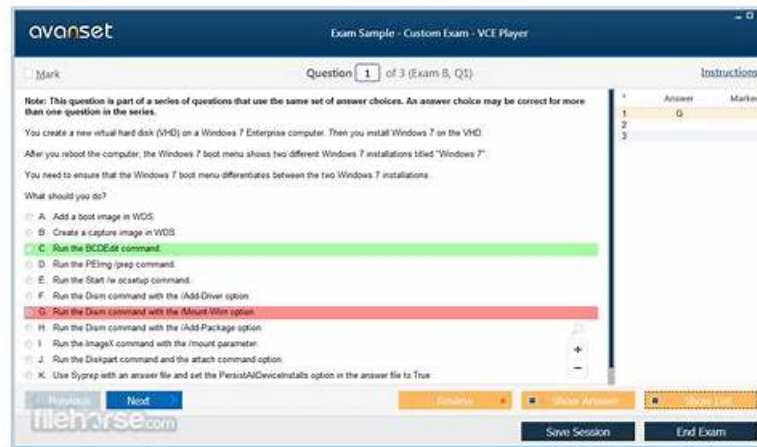 avanset
Exam Sample - Custom Exam - VCE Player
Mark
Question 1 of 3 (Exam B, Q1)
Instructions
Note: This question is part of a series of questions that use the same set of answer choices. An answer choice may be correct for more
than one question in the series.
You create a new virtual hard disk (VHD) on a Windows 7 Enterprise computer. Then you install Windows 7 on the VHD.
After you reboot the computer, the Windows 7 boot menu shows two different Windows 7 installations titled "Windows 7".
You need to ensure that the Windows 7 boot menu differentiates between the two Windows 7 installations.
What should you do?
A. Add a boot image in WDS.
B. Create a capture image in WDS.
C. Run the BCDEdit command.
D. Run the PEImg /prep command.
E. Run the Start /w ocsetup command.
F. Run the Dism command with the /Add-Driver option.
G. Run the Dism command with the /Mount-Wim option.
H. Run the Dism command with the /Add-Package option.
I. Run the ImageX command with the /mount parameter.
J. Run the Diskpart command and the attach command option.
K. Use Syprep with an answer file and set the PersistAllDeviceInstalls option in the answer file to True
* Answer Marked
1 G
2
3
+
-
Previous
Next
Review
Show Answer
Show List
filehorse.com
Save Session
End Exam